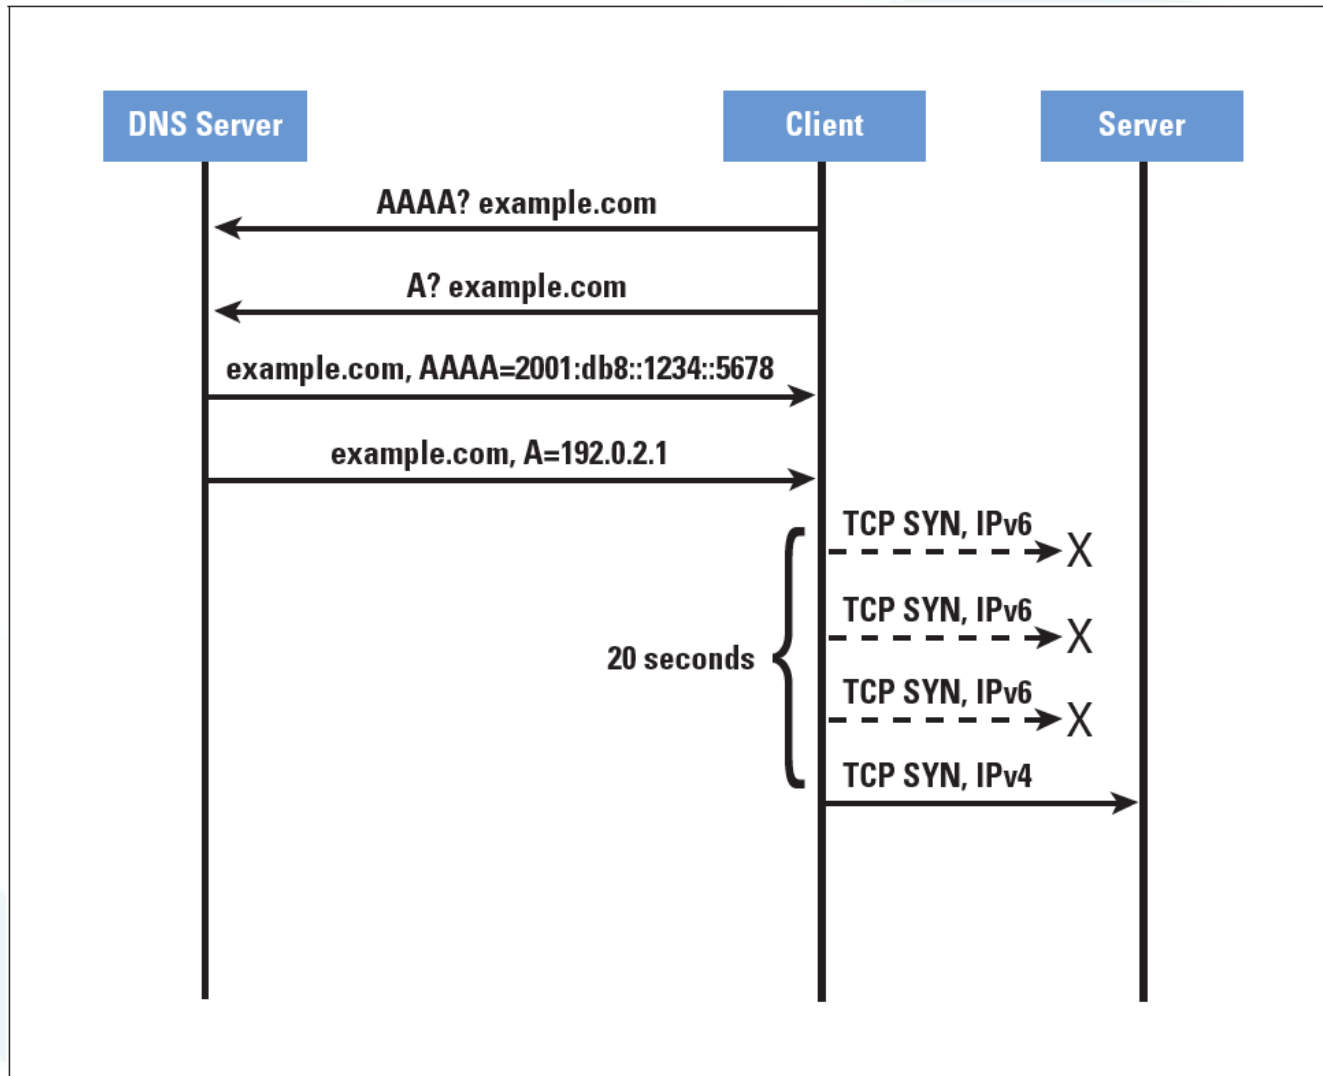 DNS Server
Client
Server
AAAA? example.com
A? example.com
example.com, AAAA=2001:db8::1234::5678
example.com, A=192.0.2.1
TCP SYN, IPv6
X
TCP SYN, IPv6
X
20 seconds
TCP SYN, IPv6
X
TCP SYN, IPv4